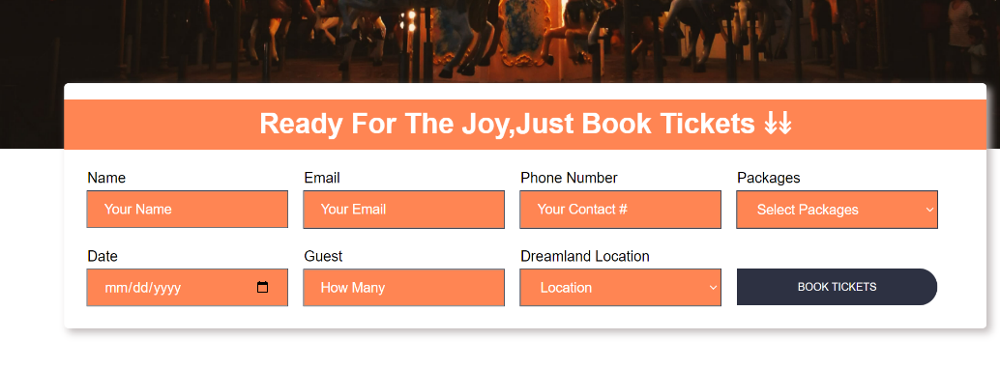 Ready For The Joy,Just Book Tickets ⇃⇃
Name Email Phone Number Packages
Your Name Your Email Your Contact # Select Packages
Date Guest Dreamland Location
mm/dd/yyyy How Many Location BOOK TICKETS